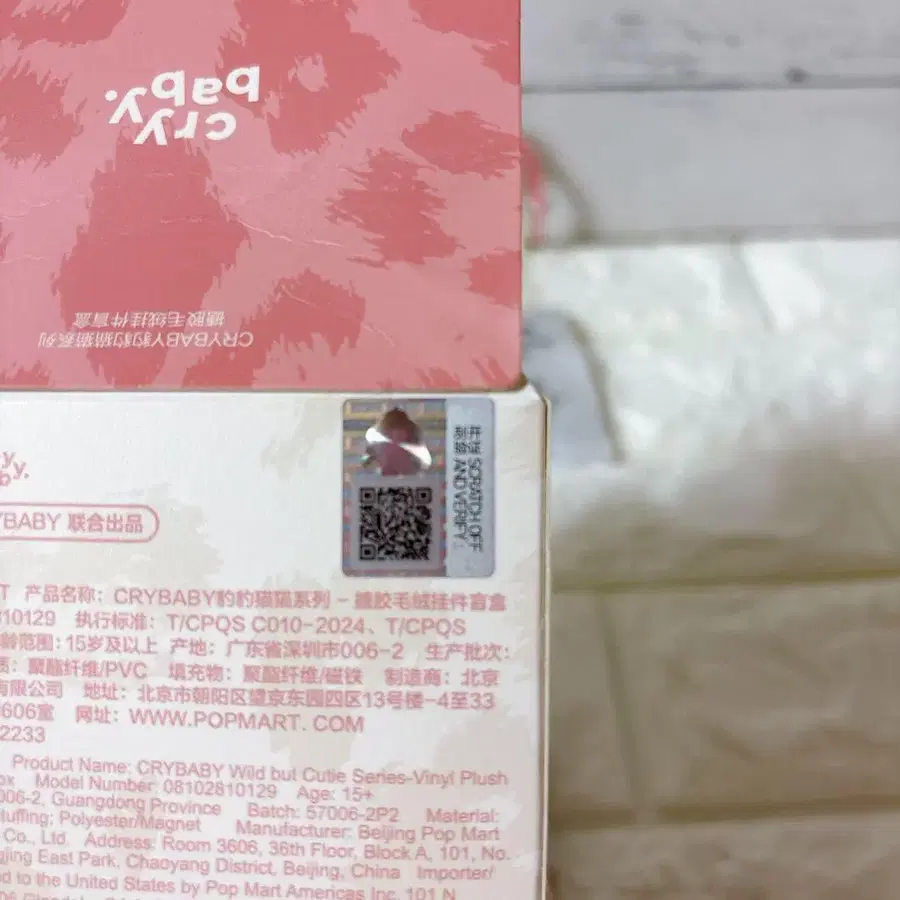 cry
baby.
CRYBABY豹豹猫猫系列
搪胶毛绒挂件盲盒
y.
YBABY 联合出品
SCRATCH OFF
AND VERIFY
T 产品名称：CRYBABY豹豹猫猫系列 – 搪胶毛绒挂件盲盒
810129 执行标准：T/CPQS C010-2024、T/CPQS
龄范围：15岁及以上 产地：广东省深圳市006-2 生产批次：
质：聚酯纤维/PVC 填充物：聚酯纤维/磁铁 制造商：北京
有限公司 地址：北京市朝阳区望京东园四区13号楼-4至33
606室 网址：WWW.POPMART.COM
2233
Product Name: CRYBABY Wild but Cutie Series-Vinyl Plush
ox Model Number: 08102810129 Age: 15+
006-2, Guangdong Province Batch: 57006-2P2 Material:
tuffing: Polyester/Magnet Manufacturer: Beijing Pop Mart
Co., Ltd. Address: Room 3606, 36th Floor, Block A, 101, No.
gjing East Park, Chaoyang District, Beijing, China Importer/
d to the United States by Pop Mart Americas Inc. 101 N